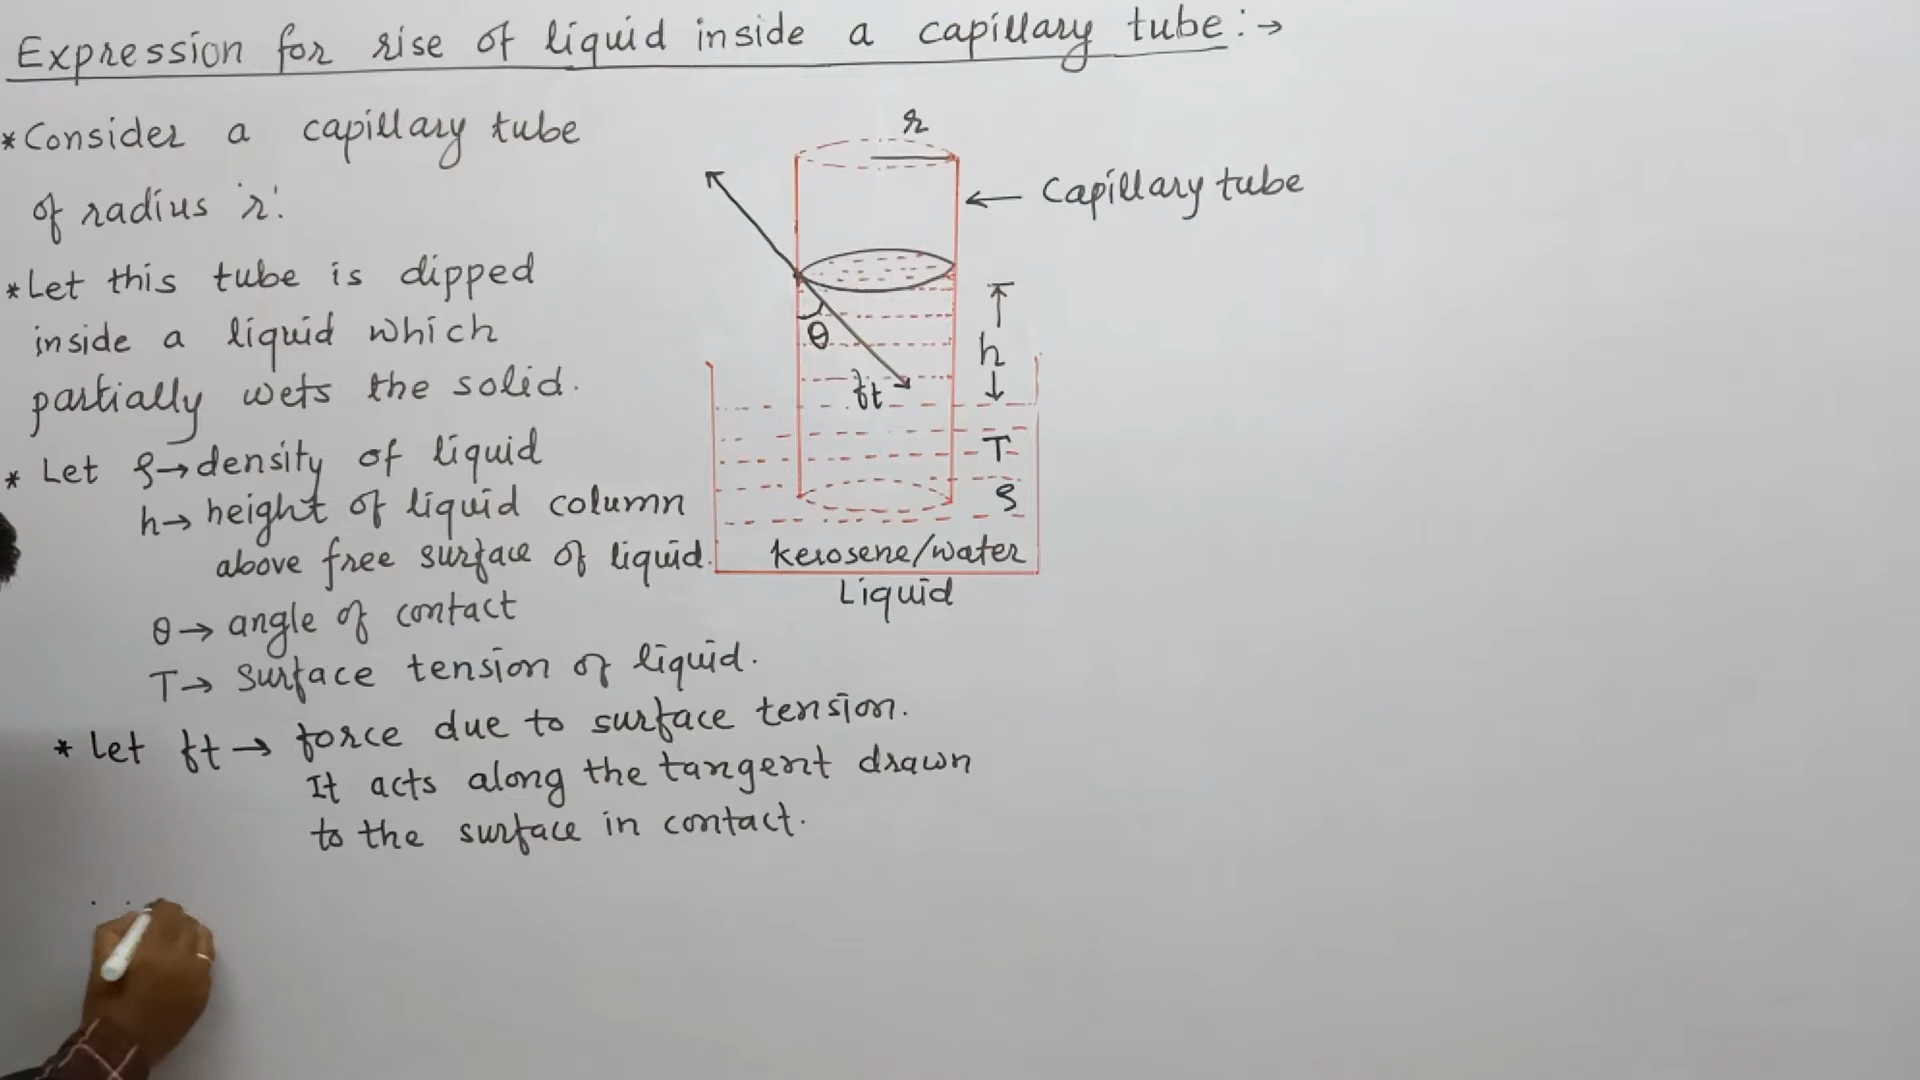 Expression for rise of liquid inside a capillary tube:→
*Consider a capillary tube
of radius 'r'.
*Let this tube is dipped
inside a liquid which
partially wets the solid.
* Let ρ→density of liquid
h→ height of liquid column
above free surface of liquid.
θ→ angle of contact
T→ Surface tension of liquid.
* Let ft→ force due to surface tension.
It acts along the tangent drawn
to the surface in contact.
r
← Capillary tube
θ
h
ft
T
ρ
kerosene/water
Liquid